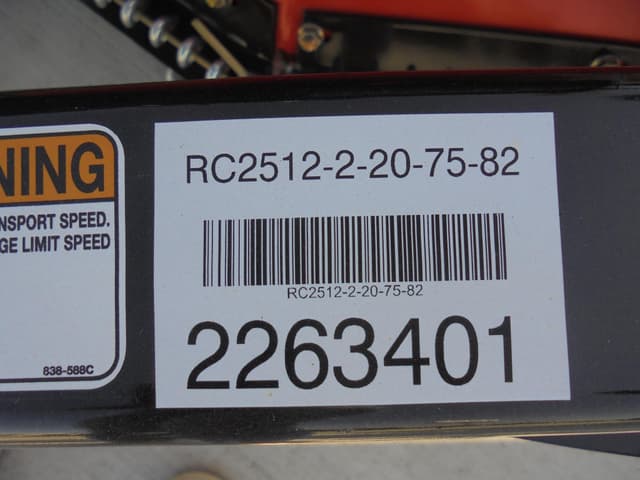 NING
NSPORT SPEED.
GE LIMIT SPEED
838-588C
RC2512-2-20-75-82
RC2512-2-20-75-82
2263401